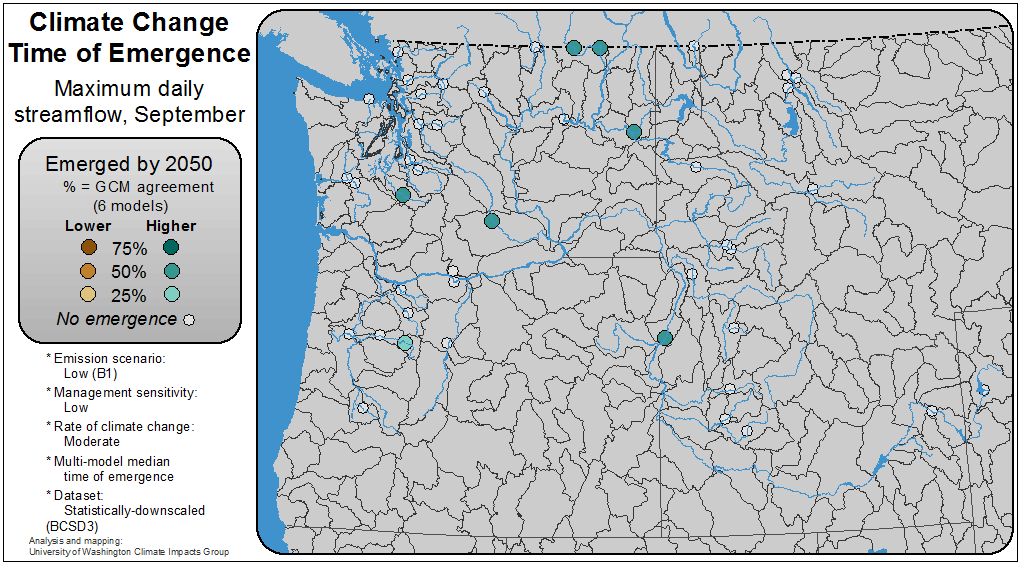 Climate Change
Time of Emergence
Maximum daily
streamflow, September
Emerged by 2050
% = GCM agreement
(6 models)
Lower Higher
75%
50%
25%
No emergence
* Emission scenario:
Low (B1)
* Management sensitivity:
Low
* Rate of climate change:
Moderate
* Multi-model median
time of emergence
* Dataset:
Statistically-downscaled
(BCSD3)
Analysis and mapping:
University of Washington Climate Impacts Group